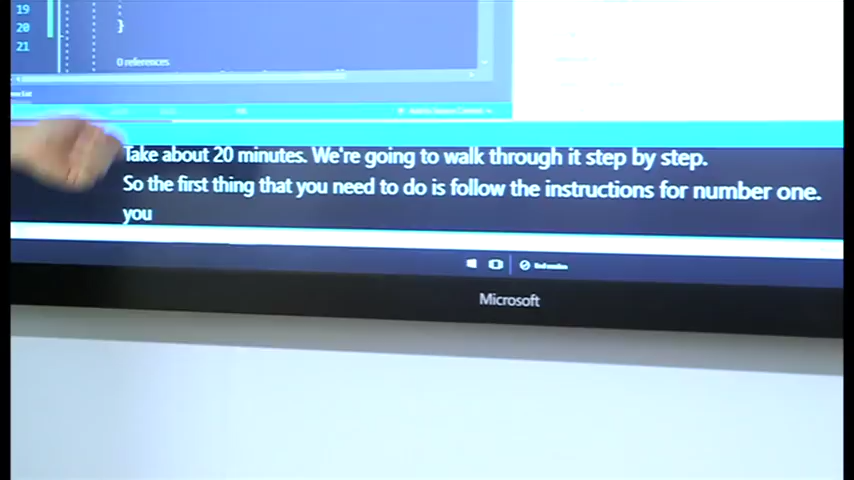 19
20
}
21
0 references
Take about 20 minutes. We're going to walk through it step by step.
So the first thing that you need to do is follow the instructions for number one.
you
Microsoft